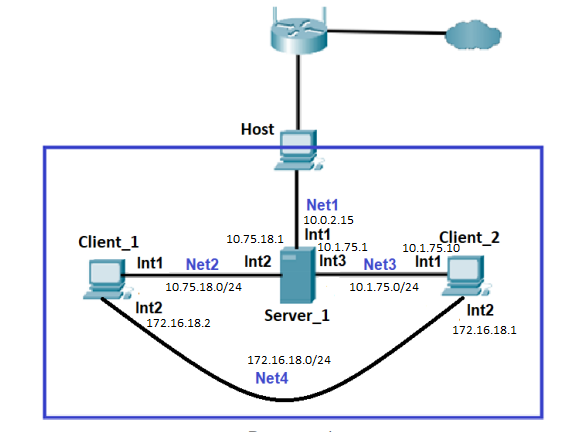 Host
Net1
10.0.2.15
Int1
10.75.18.1
10.1.75.1
10.1.75.10
Client_1
Client_2
Int1
Net2
Int2
Int3
Net3
Int1
10.75.18.0/24
10.1.75.0/24
Int2
Server_1
Int2
172.16.18.2
172.16.18.1
172.16.18.0/24
Net4